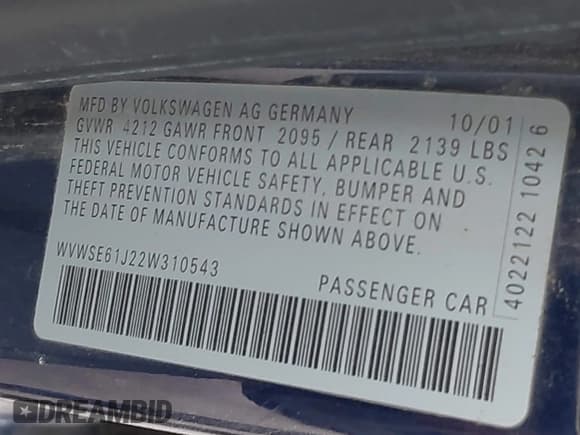 MFD BY VOLKSWAGEN AG GERMANY 10/01
GVWR 4212 GAWR FRONT 2095 / REAR 2139 LBS
THIS VEHICLE CONFORMS TO ALL APPLICABLE U.S.
FEDERAL MOTOR VEHICLE SAFETY, BUMPER AND
THEFT PREVENTION STANDARDS IN EFFECT ON
THE DATE OF MANUFACTURE SHOWN ABOVE.
WVWSE61J22W310543
PASSENGER CAR
4022122 1042 6
DREAMBID